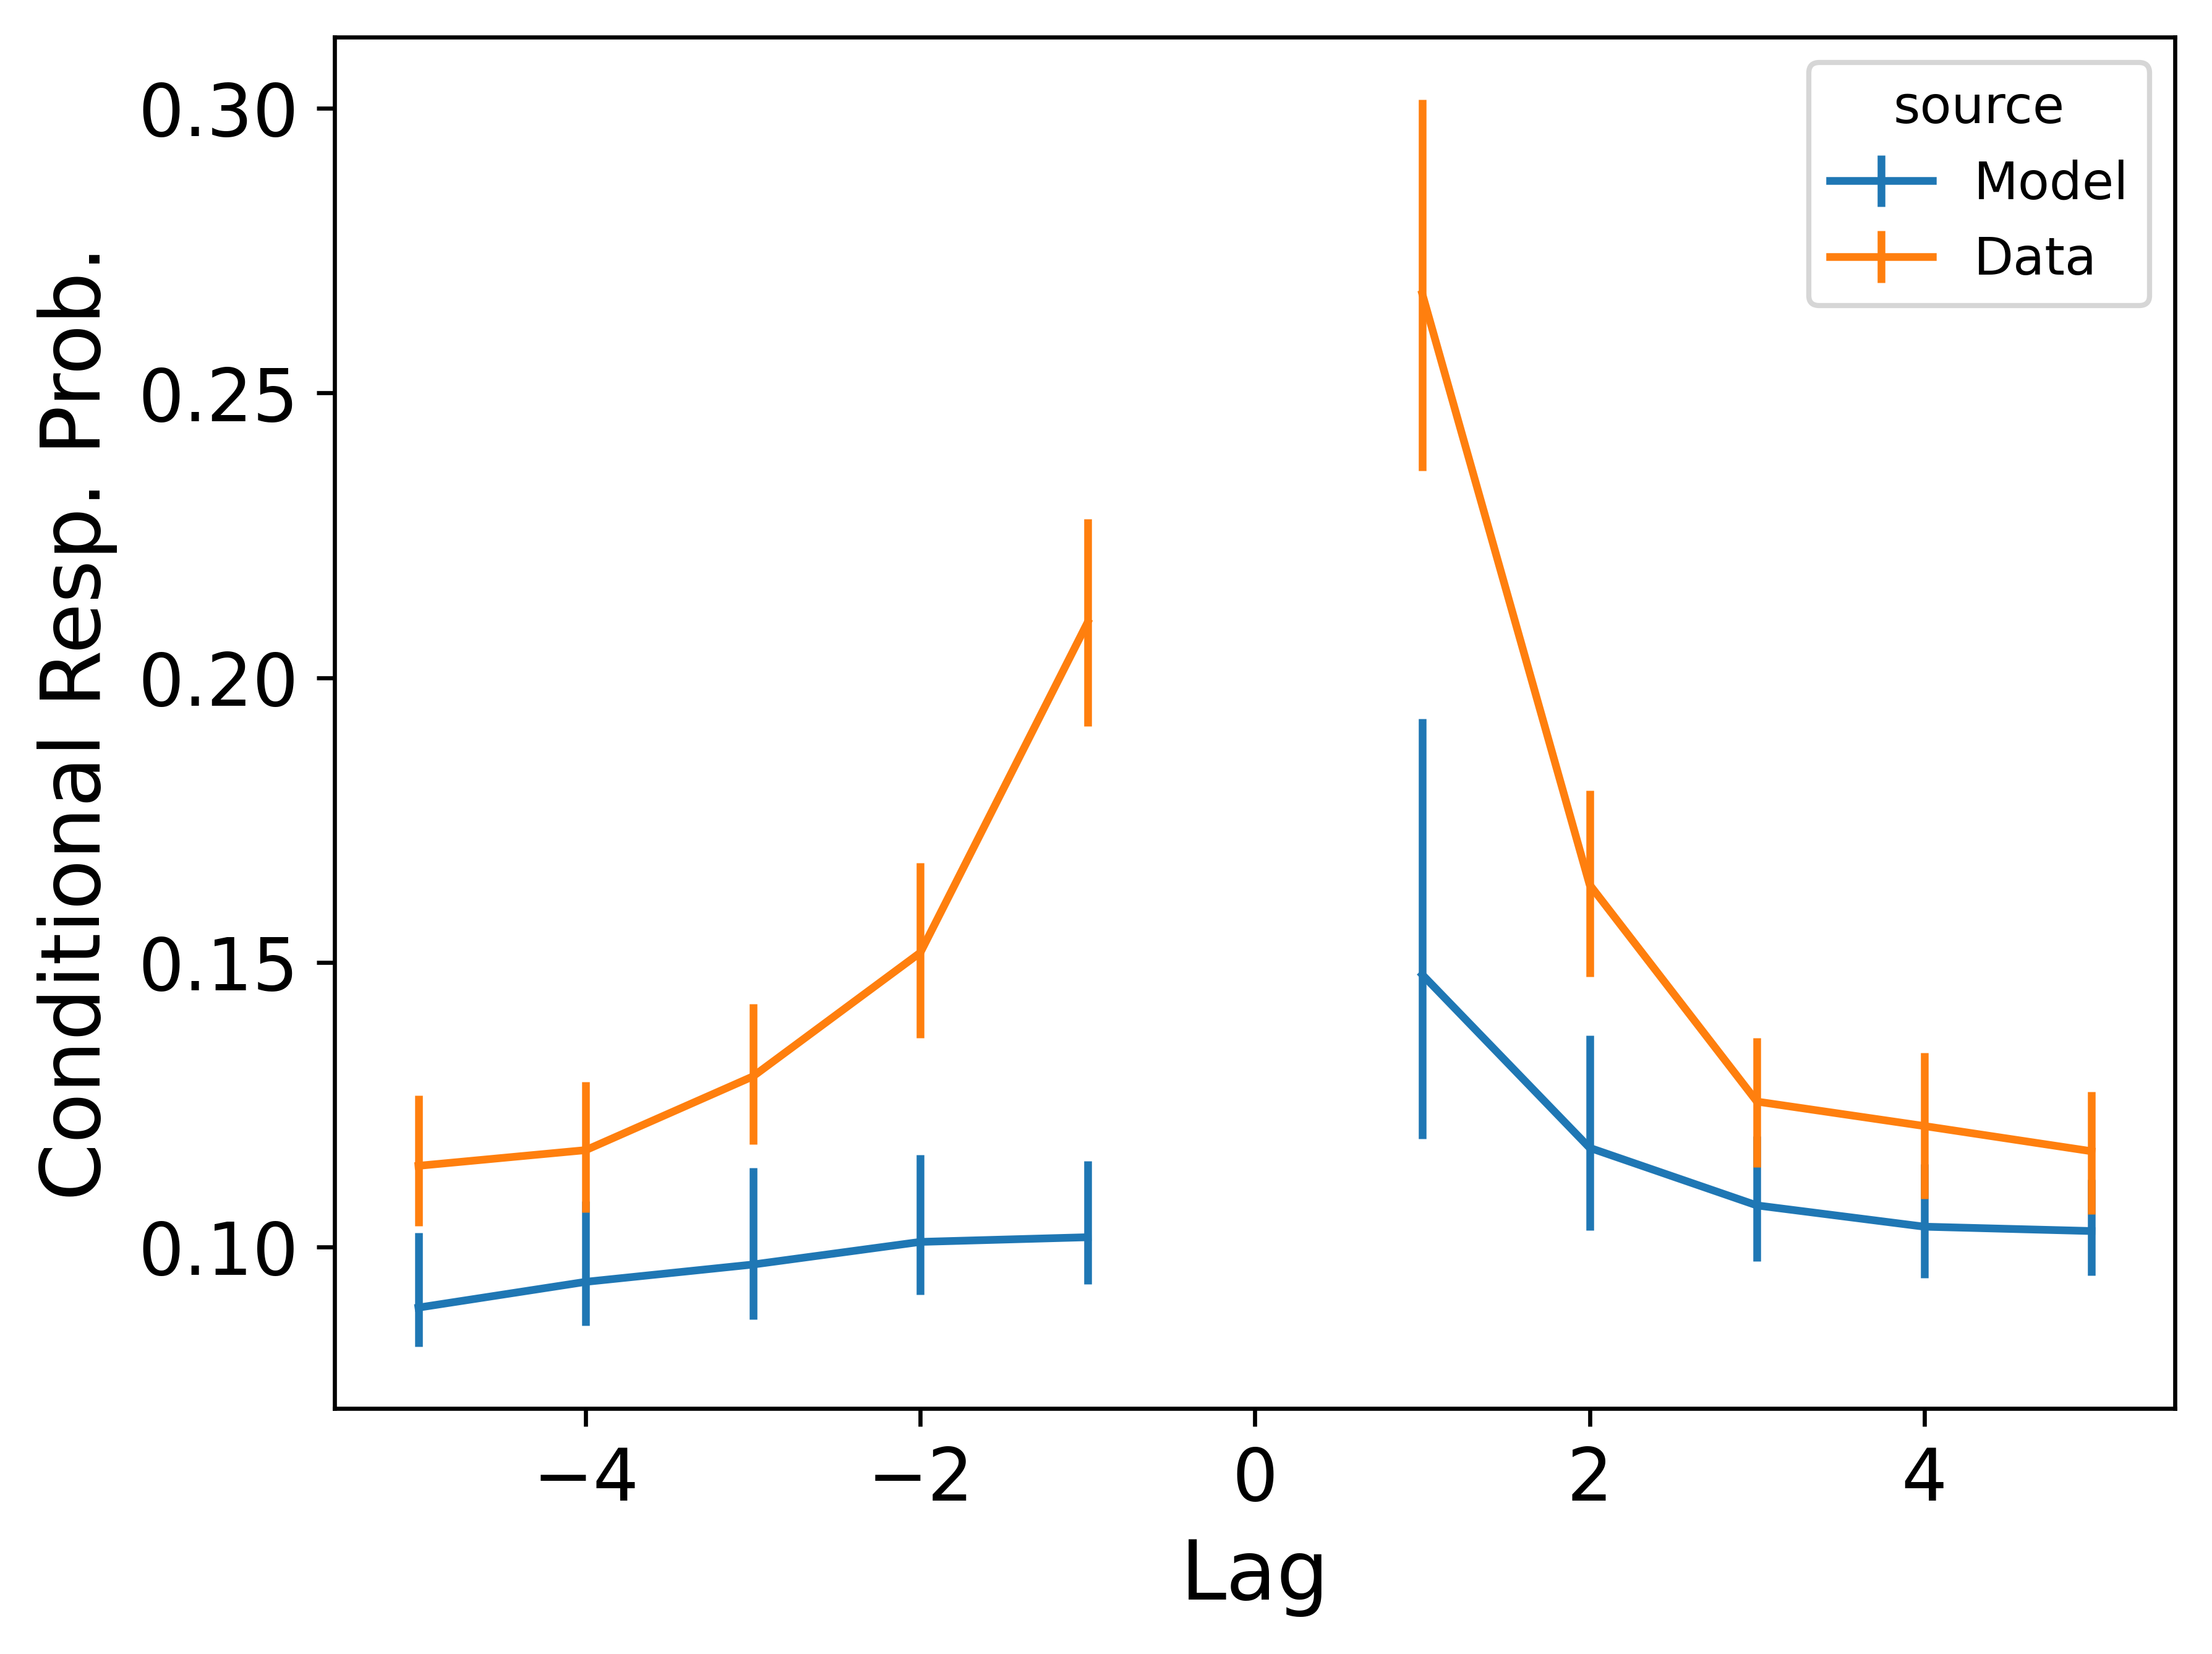 Conditional Resp. Prob.
0.30
0.25
0.20
0.15
0.10
source
Model
Data
−4
−2
0
2
4
Lag